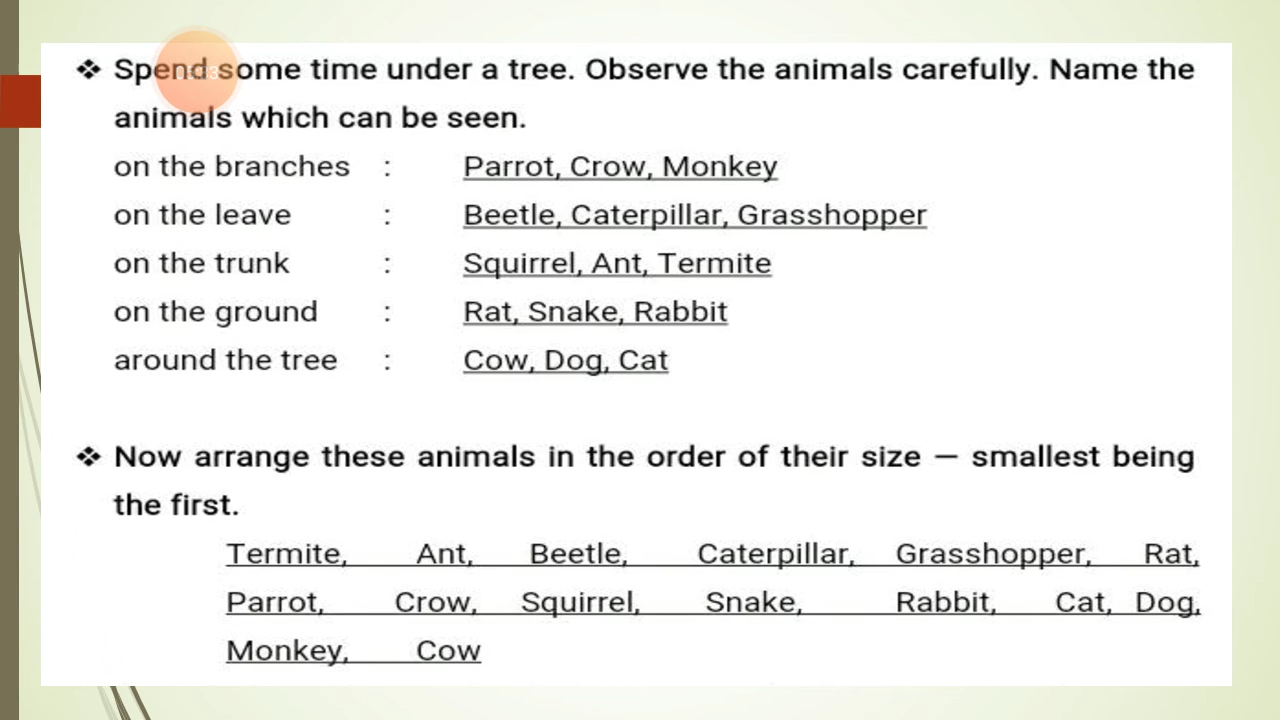 ❖ Spend some time under a tree. Observe the animals carefully. Name the
animals which can be seen.
on the branches : Parrot, Crow, Monkey
on the leave : Beetle, Caterpillar, Grasshopper
on the trunk : Squirrel, Ant, Termite
on the ground : Rat, Snake, Rabbit
around the tree : Cow, Dog, Cat
❖ Now arrange these animals in the order of their size — smallest being
the first.
Termite, Ant, Beetle, Caterpillar, Grasshopper, Rat,
Parrot, Crow, Squirrel, Snake, Rabbit, Cat, Dog,
Monkey, Cow